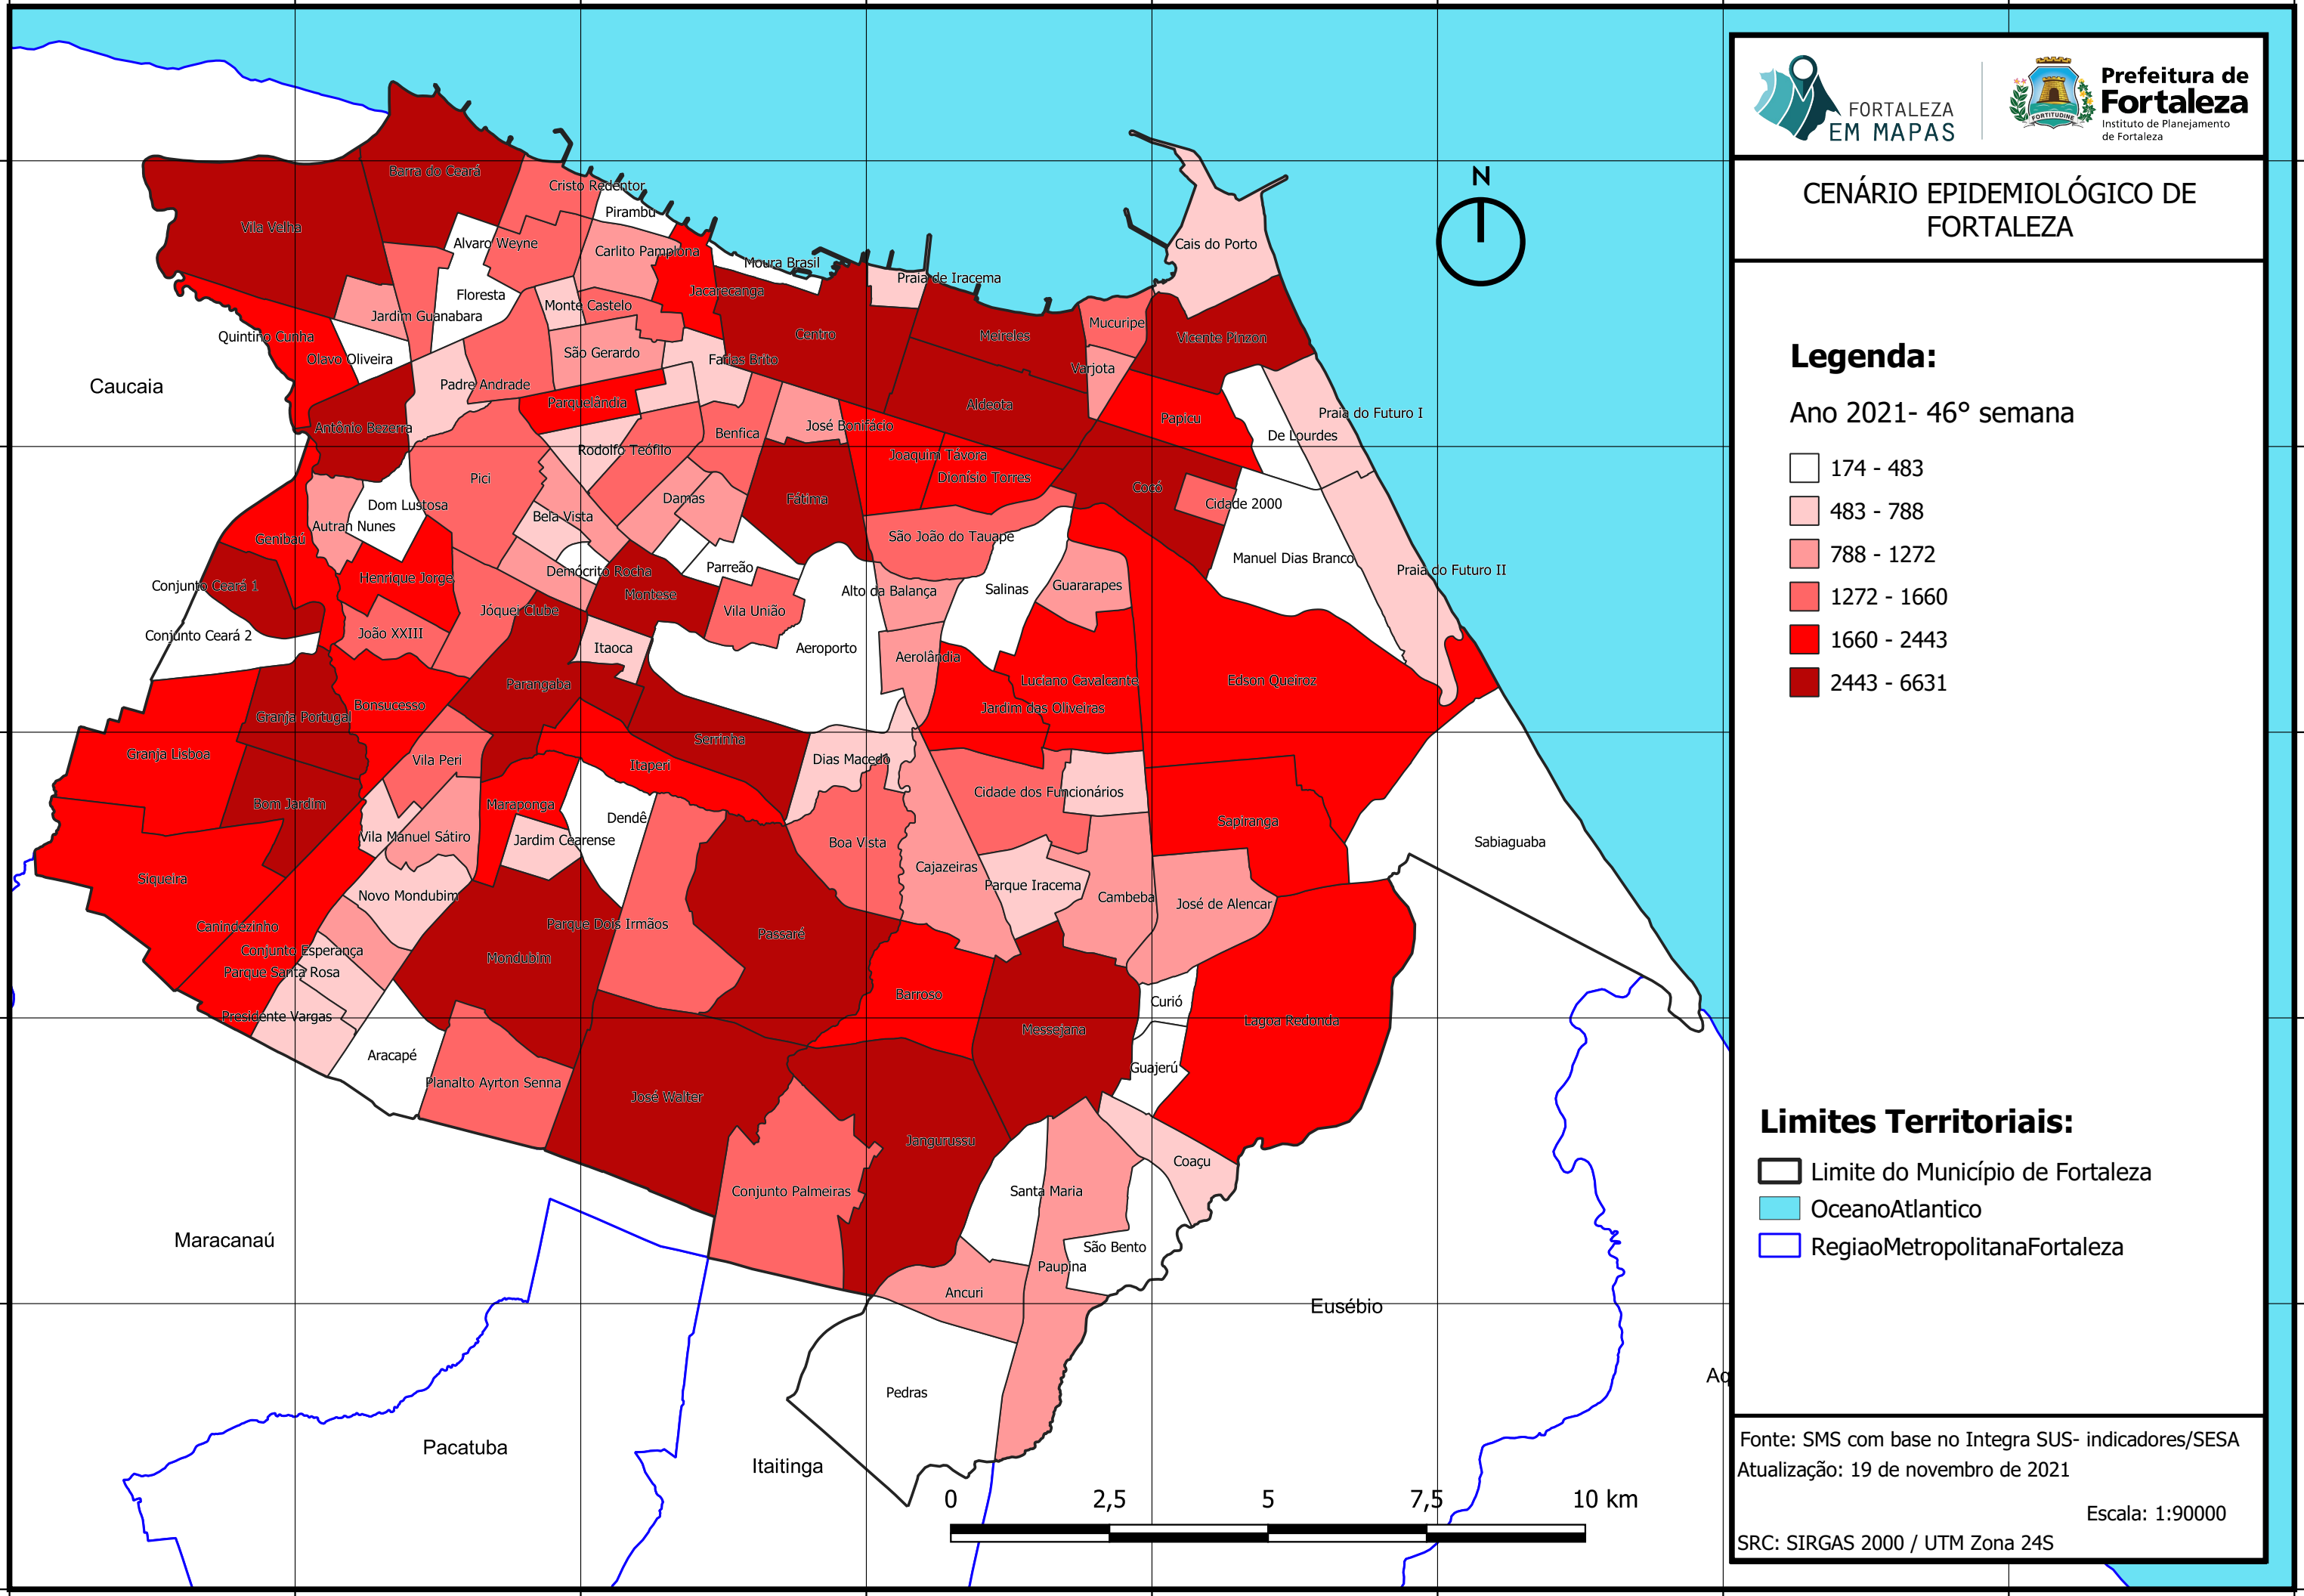 FORTALEZA
EM MAPAS
Prefeitura de
Fortaleza
Instituto de Planejamento
de Fortaleza
FORTITUDINE
CENÁRIO EPIDEMIOLÓGICO DE
FORTALEZA
Legenda:
Ano 2021- 46° semana
174 - 483
483 - 788
788 - 1272
1272 - 1660
1660 - 2443
2443 - 6631
Limites Territoriais:
Limite do Município de Fortaleza
OceanoAtlantico
RegiaoMetropolitanaFortaleza
Fonte: SMS com base no Integra SUS- indicadores/SESA
Atualização: 19 de novembro de 2021
Escala: 1:90000
SRC: SIRGAS 2000 / UTM Zona 24S
N
Barra do Ceará
Cristo Redentor
Pirambú
Vila Velha
Alvaro Weyne
Carlito Pamplona
Moura Brasil
Cais do Porto
Praia de Iracema
Jacarecanga
Floresta
Monte Castelo
Jardim Guanabara
Mucuripe
Quintino Cunha
Centro
Meireles
Vicente Pinzon
São Gerardo
Olavo Oliveira
Farias Brito
Varjota
Caucaia
Padre Andrade
Parquelândia
Aldeota
Praia do Futuro I
Papicu
Antônio Bezerra
José Bonifácio
Benfica
De Lourdes
Rodolfo Teófilo
Joaquim Távora
Pici
Dionísio Torres
Cocó
Damas
Fátima
Dom Lustosa
Cidade 2000
Bela Vista
Autran Nunes
Genibaú
São João do Tauape
Manuel Dias Branco
Parreão
Demócrito Rocha
Praia do Futuro II
Henrique Jorge
Conjunto Ceará 1
Guararapes
Salinas
Alto da Balança
Montese
Jóquer Clube
Vila União
João XXIII
Conjunto Ceará 2
Itaoca
Aeroporto
Aerolândia
Parangaba
Luciano Cavalcante
Edson Queiroz
Bonsucesso
Jardim das Oliveiras
Granja Portugal
Serrinha
Granja Lisboa
Vila Peri
Dias Macedo
Itaperi
Cidade dos Funcionários
Bom Jardim
Maraponga
Dendê
Sapiranga
Vila Manuel Sátiro
Jardim Cearense
Boa Vista
Sabiaguaba
Cajazeiras
Siqueira
Parque Iracema
Novo Mondubim
Cambeba
José de Alencar
Canindezinho
Parque Dois Irmãos
Passaré
Conjunto Esperança
Mondubim
Parque Santa Rosa
Barroso
Curió
Presidente Vargas
Messejana
Lagoa Redonda
Aracapé
Guajerú
Planalto Ayrton Senna
José Walter
Jangurussu
Coaçu
Conjunto Palmeiras
Santa Maria
Maracanaú
São Bento
Paupina
Ancuri
Eusébio
Aq
Pedras
Pacatuba
Itaitinga
0 2,5 5 7,5 10 km